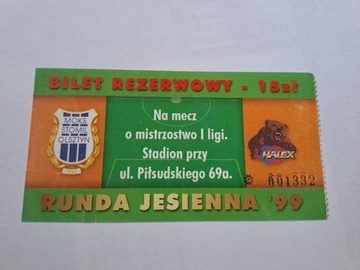 BILET REZERWOWY - 15zł
MOKS
STOMIL
OLSZTYN
Na mecz
o mistrzostwo I ligi.
Stadion przy
ul. Piłsudskiego 69a.
HALEX
001332
RUNDA JESIENNA '99